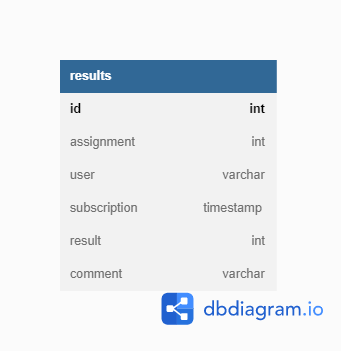 results
id int
assignment int
user varchar
subscription timestamp
result int
comment varchar
dbdiagram.io